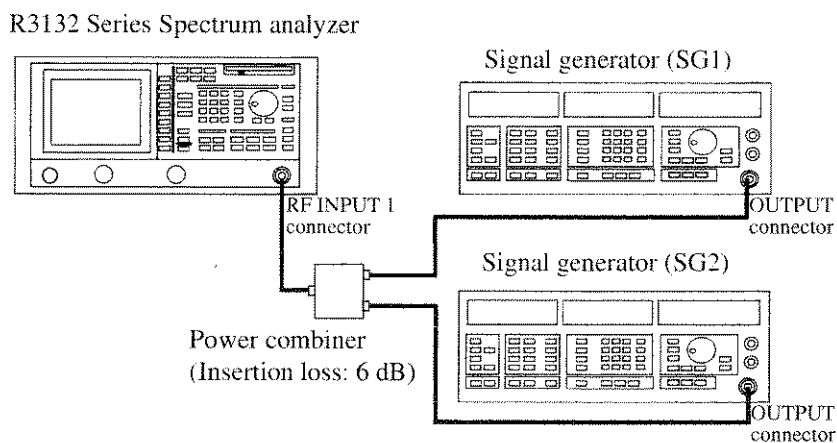 R3132 Series Spectrum analyzer
Signal generator (SG1)
RF INPUT 1
connector
OUTPUT
connector
Signal generator (SG2)
Power combiner
(Insertion loss: 6 dB)
OUTPUT
connector